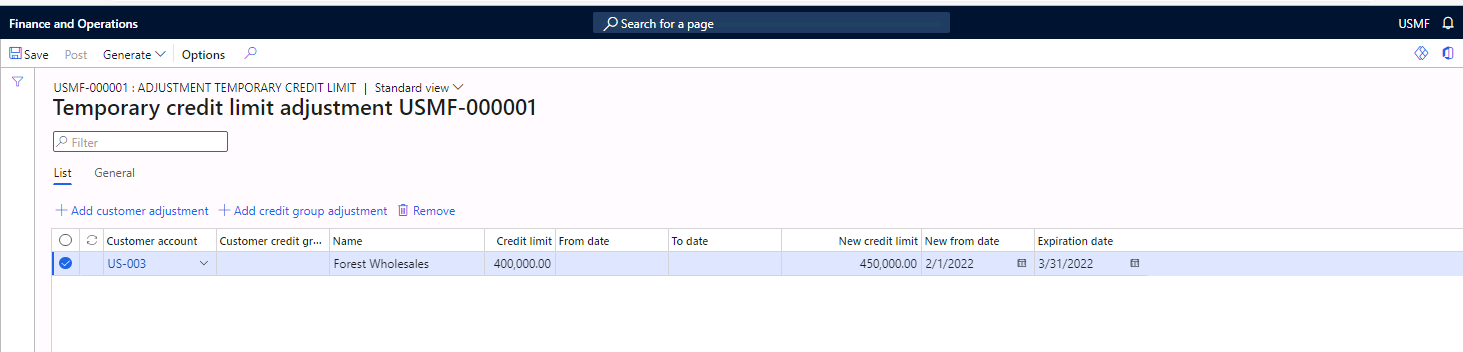 Finance and Operations Search for a page USMF
Save Post Generate Options
USMF-000001 : ADJUSTMENT TEMPORARY CREDIT LIMIT | Standard view
Temporary credit limit adjustment USMF-000001
Filter
List General
Add customer adjustment Add credit group adjustment Remove
Customer account Customer credit gr... Name Credit limit From date To date New credit limit New from date Expiration date
US-003 Forest Wholesales 400,000.00 450,000.00 2/1/2022 3/31/2022